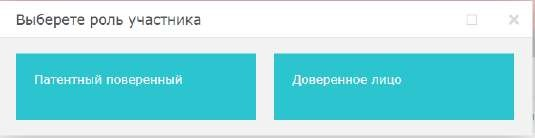 Выберете роль участника
Патентный поверенный
Доверенное лицо